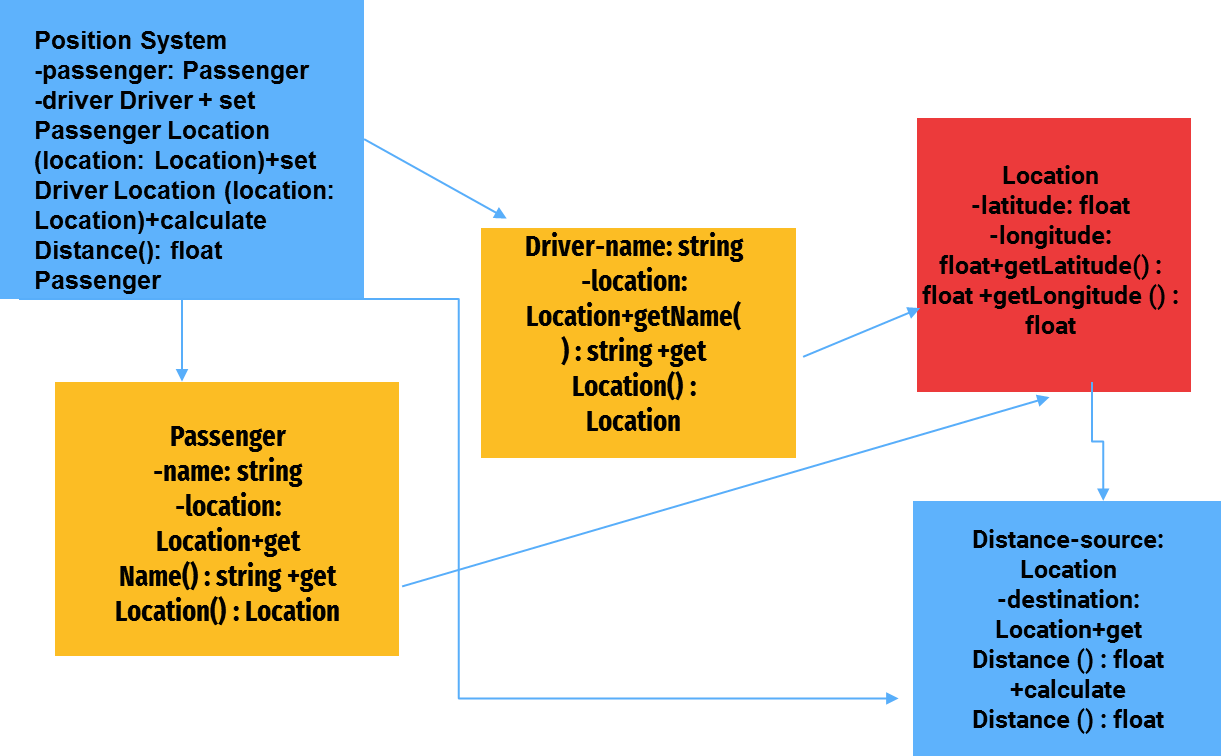 Position System
-passenger: Passenger
-driver Driver + set
Passenger Location
(location: Location)+set
Driver Location (location:
Location)+calculate
Distance(): float
Passenger
Driver-name: string
-location:
Location+getName(
) : string +get
Location() :
Location
Location
-latitude: float
-longitude:
float+getLatitude() :
float +getLongitude () :
float
Passenger
-name: string
-location:
Location+get
Name() : string +get
Location() : Location
Distance-source:
Location
-destination:
Location+get
Distance () : float
+calculate
Distance () : float